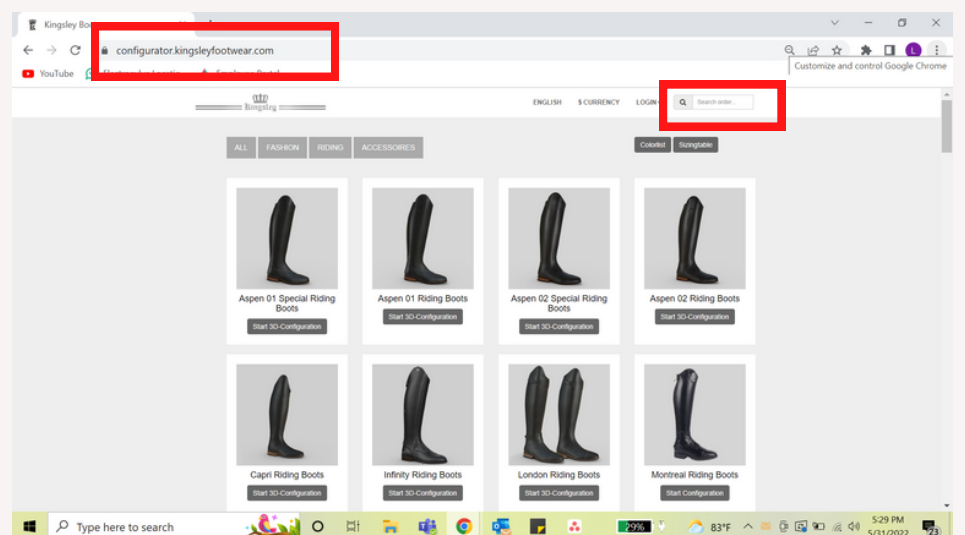 Kingsley Bo
configurator.kingsleyfootwear.com
L
YouTube
Customize and control Google Chrome
Kingsley
ENGLISH $ CURRENCY LOGIN Search order...
ALL FASHION RIDING ACCESSOIRES
Colorlist Sizingtable
Aspen 01 Special Riding Boots
Aspen 01 Riding Boots
Aspen 02 Special Riding Boots
Aspen 02 Riding Boots
Start 3D-Configuration Start 3D-Configuration Start 3D-Configuration Start 3D-Configuration
Capri Riding Boots Infinity Riding Boots London Riding Boots Montreal Riding Boots
Start 3D-Configuration Start 3D-Configuration Start 3D-Configuration Start Configuration
Type here to search 29% 83°F 5:29 PM
5/31/2022 23